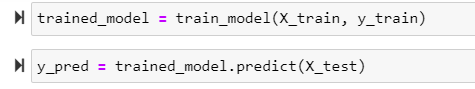 trained_model = train_model(X_train, y_train)
y_pred = trained_model.predict(X_test)